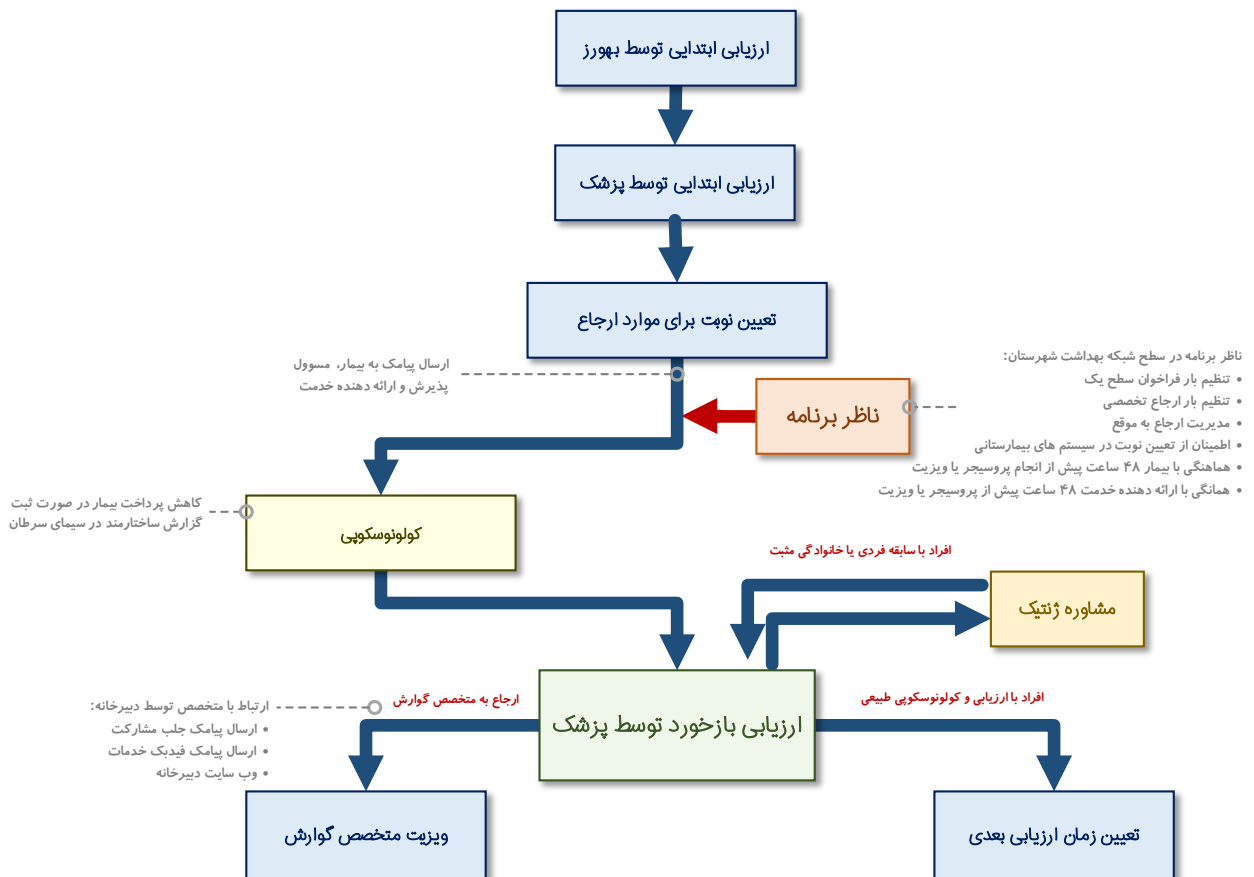 ارزیابی ابتدایی توسط بهورز
ارزیابی ابتدایی توسط پزشک
تعیین نوبت برای موارد ارجاع
ارسال پیامک به بیمار، مسوول
پذیرش و ارائه دهنده خدمت
ناظر برنامه
ناظر برنامه در سطح شبکه بهداشت شهرستان:
• تنظیم بار فراخوان سطح یک
• تنظیم بار ارجاع تخصصی
• مدیریت ارجاع به موقع
• اطمینان از تعیین نوبت در سیستم های بیمارستانی
• هماهنگی با بیمار ۴۸ ساعت پیش از انجام پروسیجر یا ویزیت
• همانگی با ارائه دهنده خدمت ۴۸ ساعت پیش از پروسیجر یا ویزیت
کاهش پرداخت بیمار در صورت ثبت
گزارش ساختارمند در سیمای سرطان
کولونوسکوپی
افراد با سابقه فردی یا خانوادگی مثبت
مشاوره ژنتیک
ارزیابی بازخورد توسط پزشک
افراد با ارزیابی و کولونوسکوپی طبیعی
ارجاع به متخصص گوارش
ارتباط با متخصص توسط دبیرخانه:
• ارسال پیامک جلب مشارکت
• ارسال پیامک فیدبک خدمات
• وب سایت دبیرخانه
تعیین زمان ارزیابی بعدی
ویزیت متخصص گوارش